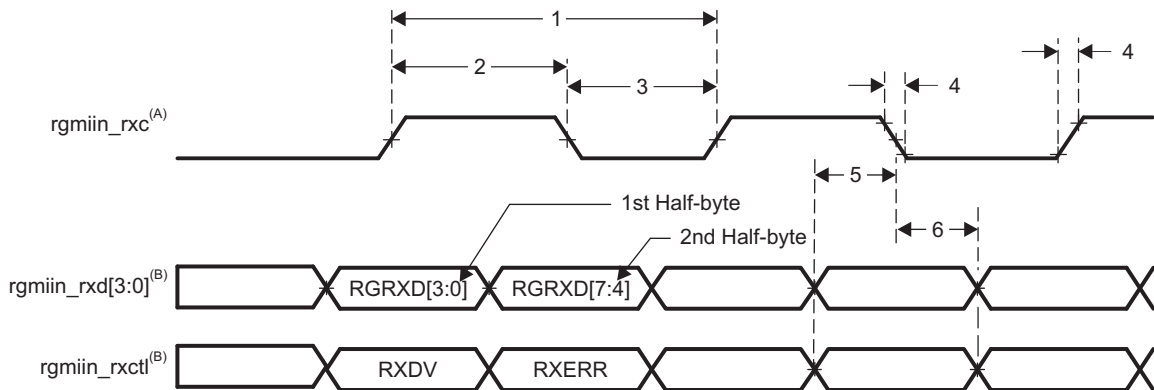 1
4
2
3
4
rgmiin_rxc(A)
5
1st Half-byte
6
2nd Half-byte
rgmiin_rxd[3:0](B)
RGRXD[3:0]
RGRXD[7:4]
rgmiin_rxctl(B)
RXDV
RXERR